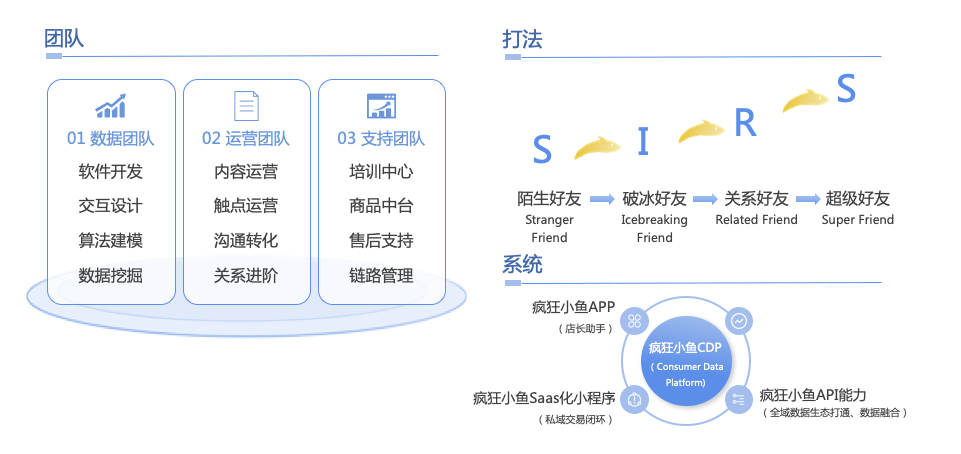 团队
01 数据团队
软件开发
交互设计
算法建模
数据挖掘
02 运营团队
内容运营
触点运营
沟通转化
关系进阶
03 支持团队
培训中心
商品中台
售后支持
链路管理
打法
S I R S
陌生好友
Stranger
Friend
破冰好友
Icebreaking
Friend
关系好友
Related Friend
超级好友
Super Friend
系统
疯狂小鱼APP
（店长助手）
疯狂小鱼CDP
（Consumer Data
Platform)
疯狂小鱼Saas化小程序
（私域交易闭环）
疯狂小鱼API能力
（全域数据生态打通、数据融合）